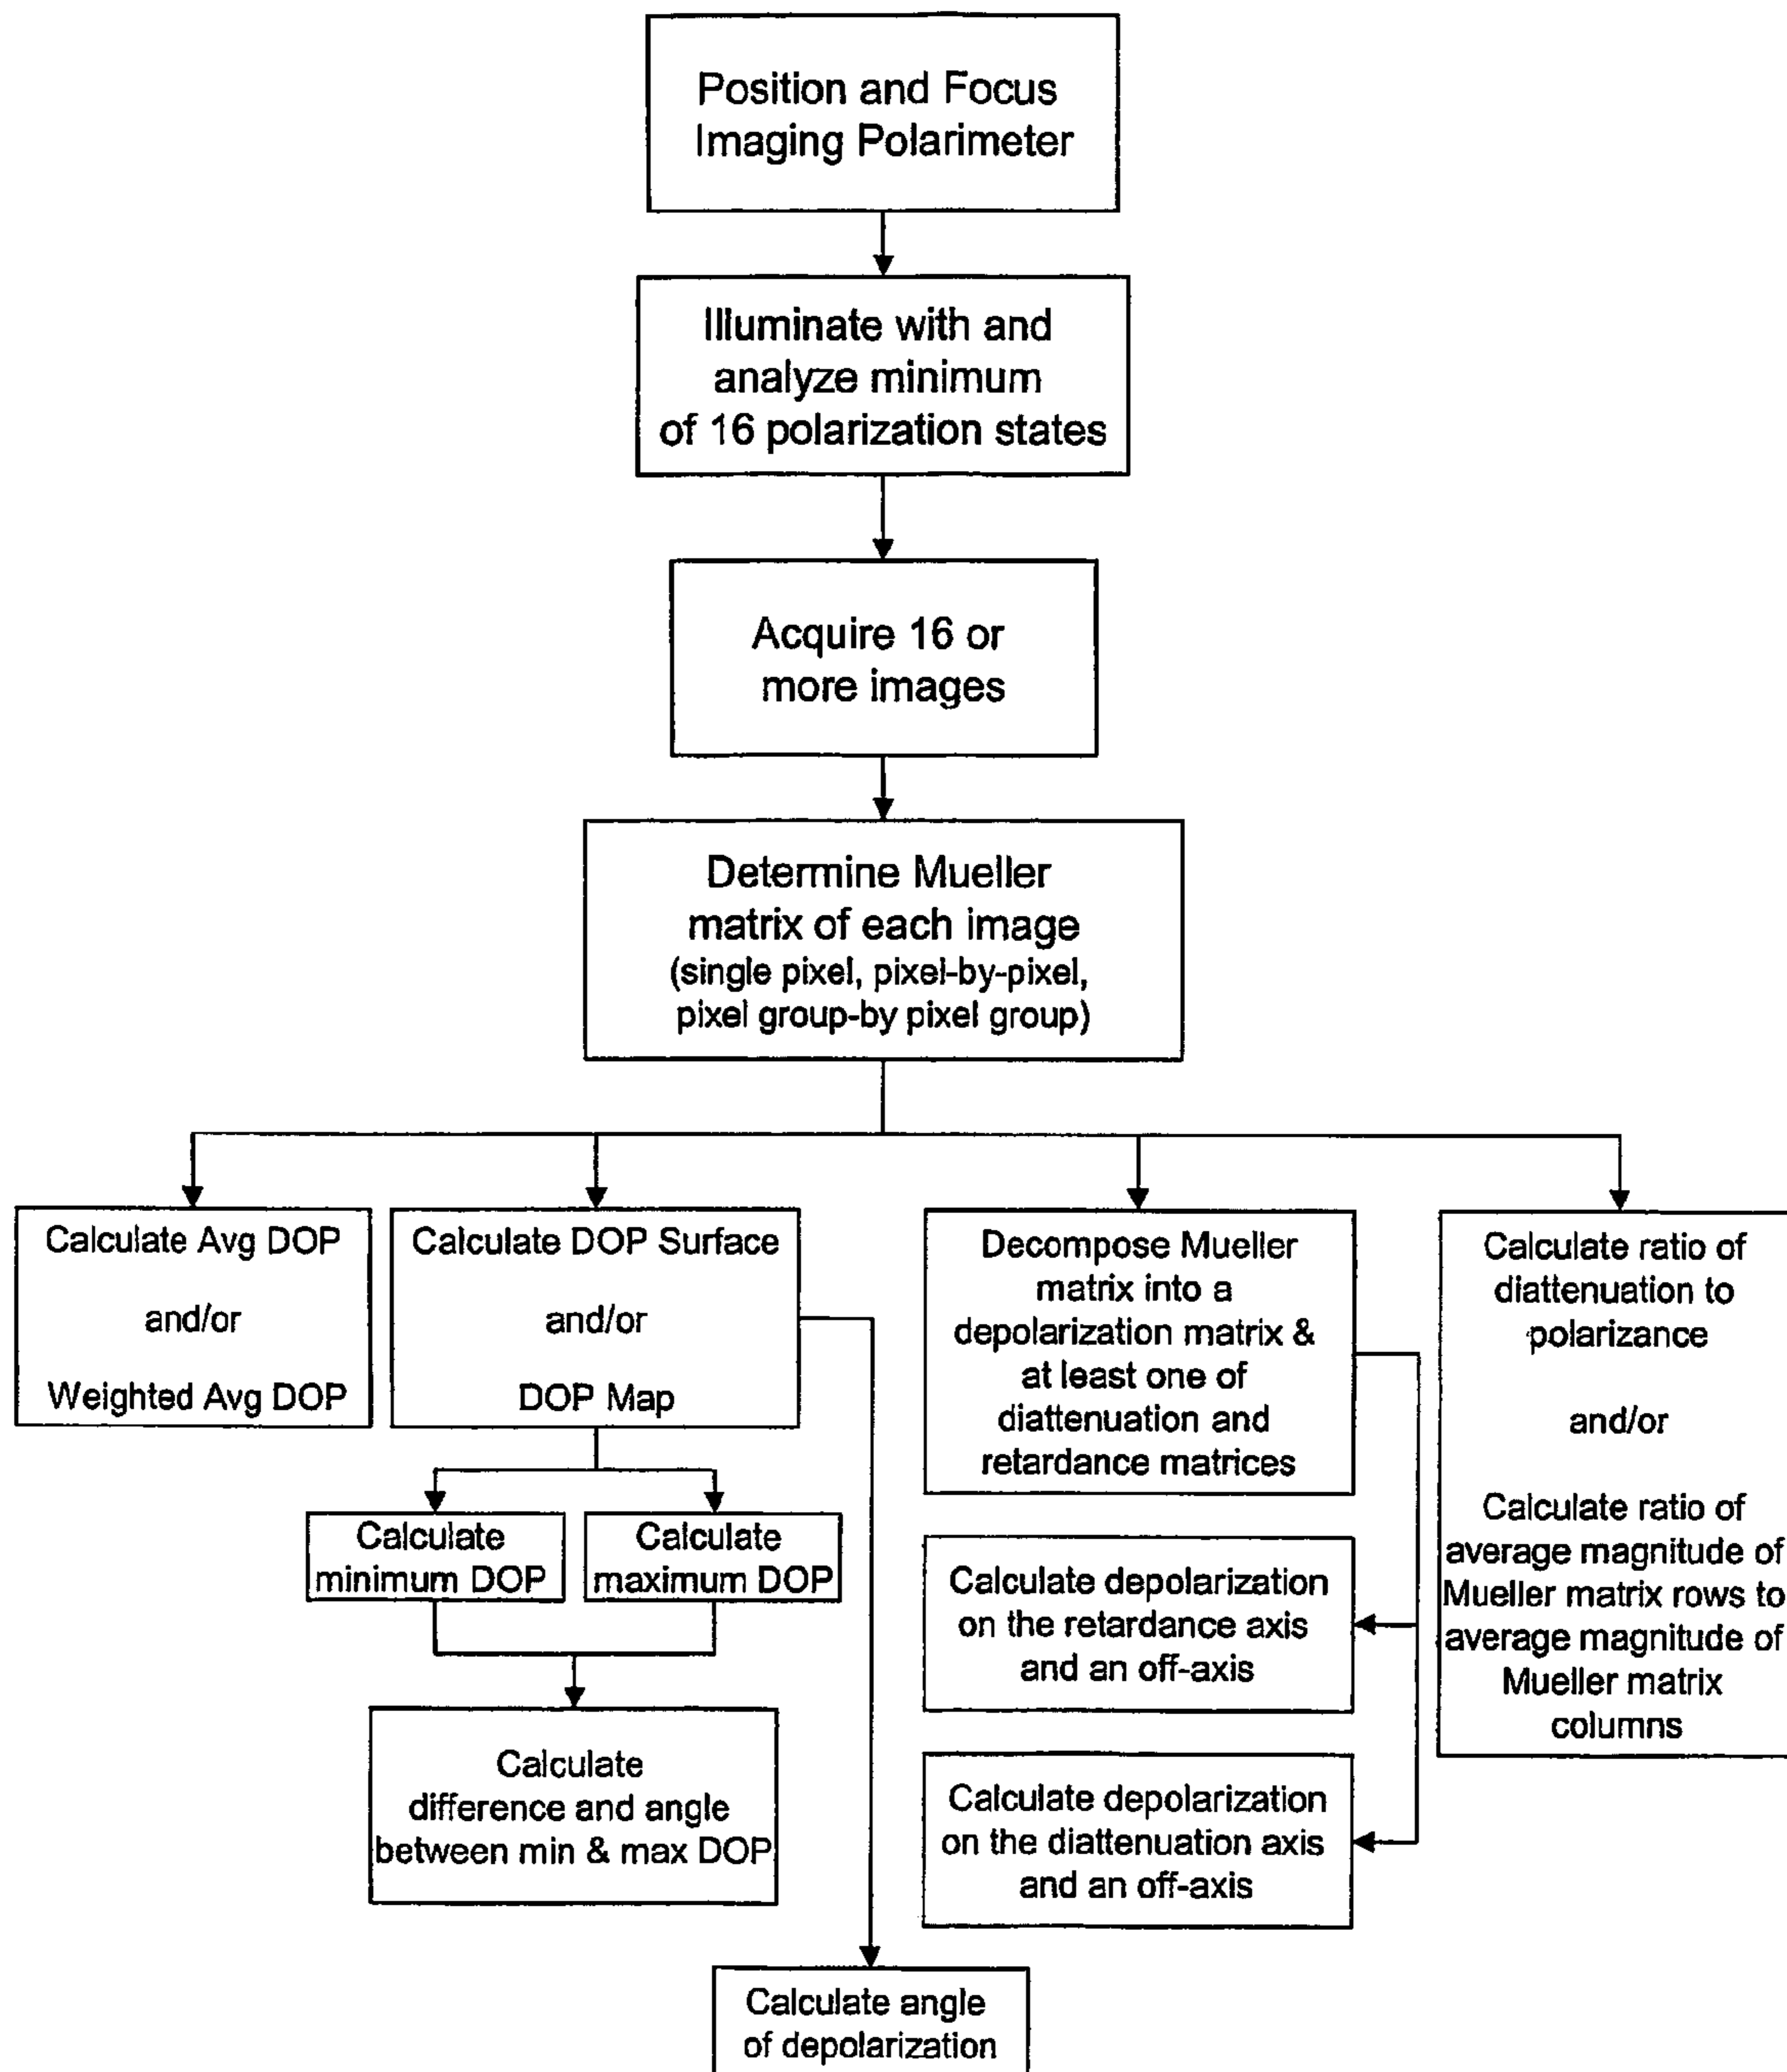 Position and Focus
Imaging Polarimeter
Illuminate with and
analyze minimum
of 16 polarization states
Acquire 16 or
more images
Determine Mueller
matrix of each image
(single pixel, pixel-by-pixel,
pixel group-by pixel group)
Calculate Avg DOP
and/or
Weighted Avg DOP
Calculate DOP Surface
and/or
DOP Map
Calculate
minimum DOP
Calculate
maximum DOP
Calculate
difference and angle
between min & max DOP
Calculate angle
of depolarization
Decompose Mueller
matrix into a
depolarization matrix &
at least one of
diattenuation and
retardance matrices
Calculate depolarization
on the retardance axis
and an off-axis
Calculate depolarization
on the diattenuation axis
and an off-axis
Calculate ratio of
diattenuation to
polarizance
and/or
Calculate ratio of
average magnitude of
Mueller matrix rows to
average magnitude of
Mueller matrix
columns